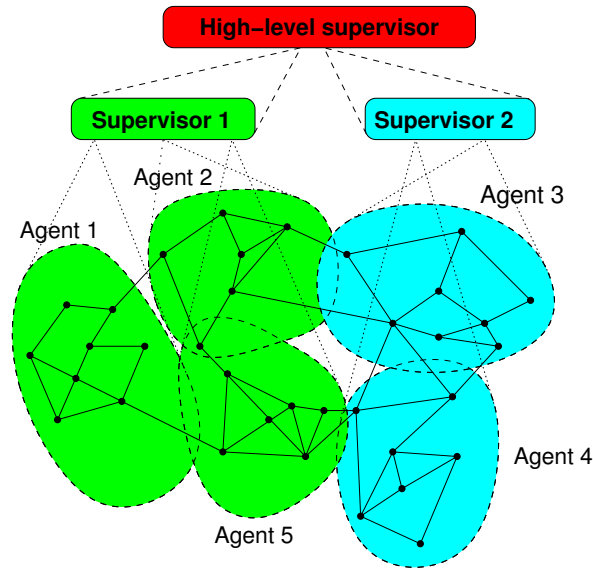 High-level supervisor
Supervisor 1
Supervisor 2
Agent 2
Agent 3
Agent 1
Agent 4
Agent 5